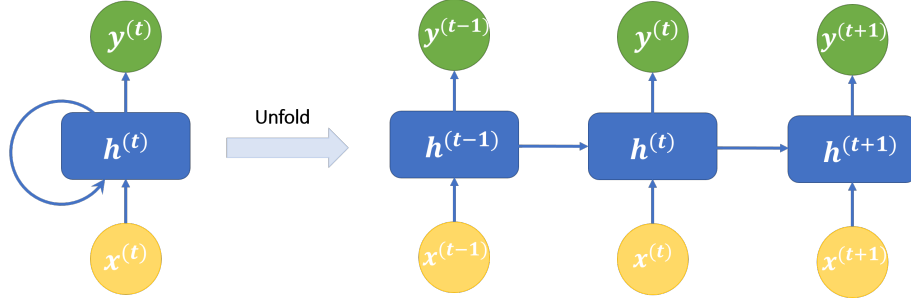 y^(t)
h^(t)
x^(t)
Unfold
y^(t−1) y^(t) y^(t+1)
h^(t−1) h^(t) h^(t+1)
x^(t−1) x^(t) x^(t+1)